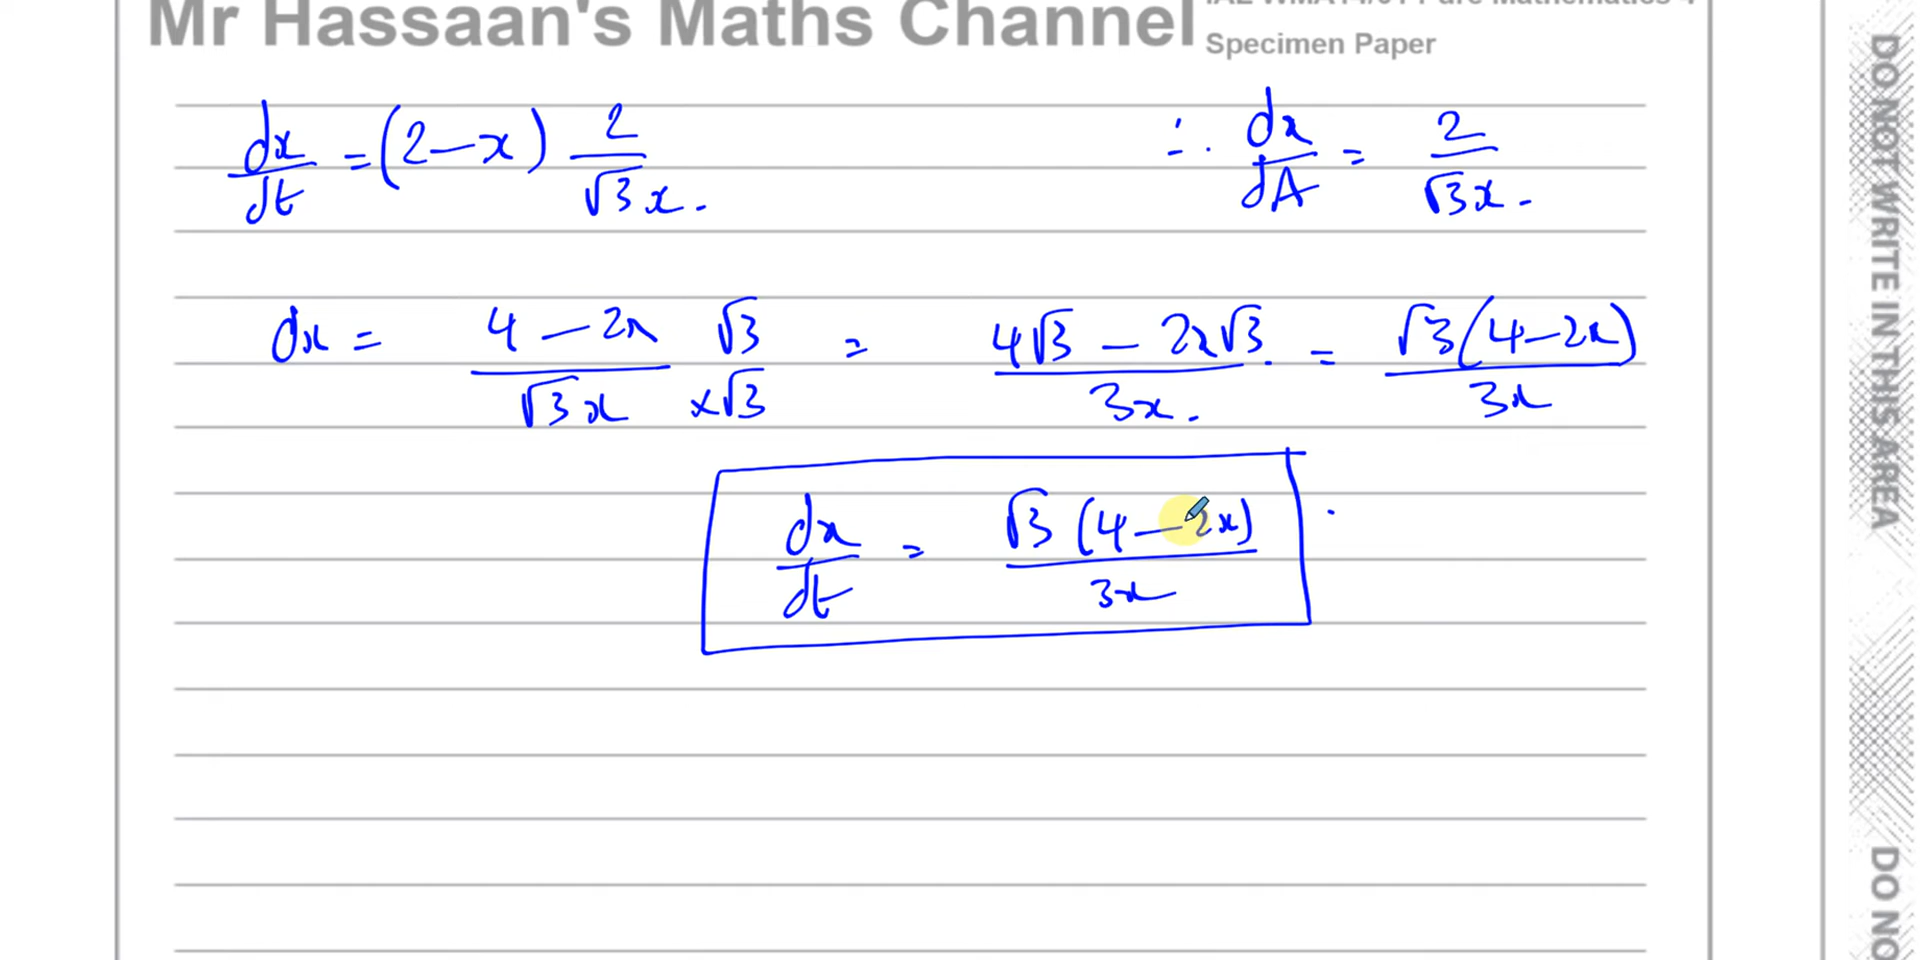 Mr Hassaan's Maths Channel
Specimen Paper
dx/dt = (2-x) 2/√3x.
∴ dx/dA = 2/√3x.
dx = 4-2x/√3x √3/×√3 = 4√3 - 2x√3./3x. = √3(4-2x)/3x
dx/dt = √3(4-2x)/3x .
DO NOT WRITE IN THIS AREA
DO NO